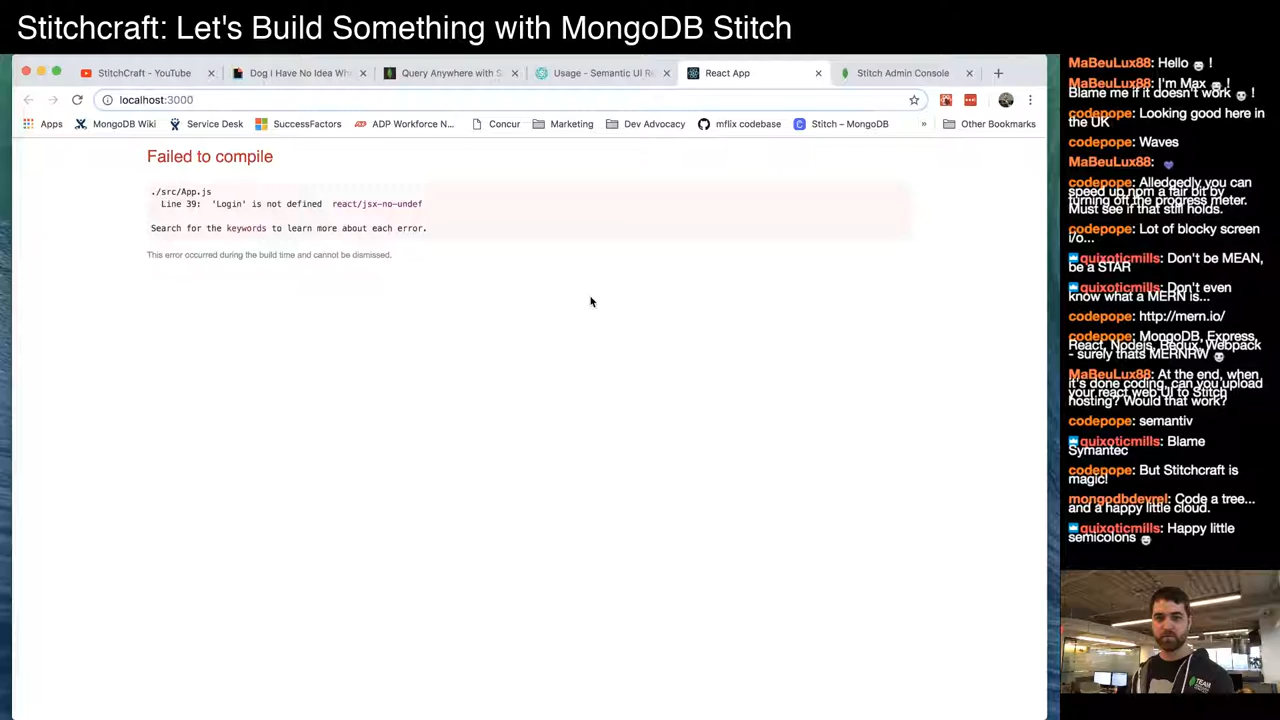 Stitchcraft: Let's Build Something with MongoDB Stitch
StitchCraft - YouTube
Dog I Have No Idea Wh
Query Anywhere with S
Usage - Semantic UI Re
React App
Stitch Admin Console
localhost:3000
Apps
MongoDB Wiki
Service Desk
SuccessFactors
ADP Workforce N...
Concur
Marketing
Dev Advocacy
mflix codebase
Stitch – MongoDB
»
Other Bookmarks
Failed to compile
./src/App.js
Line 39: 'Login' is not defined react/jsx-no-undef
Search for the keywords to learn more about each error.
This error occurred during the build time and cannot be dismissed.
MaBeuLux88: Hello !
MaBeuLux88: I'm Max !
Blame me if it doesn't work !
codepope: Looking good here in
the UK
codepope: Waves
MaBeuLux88: 💜
codepope: Alledgedly you can
speed up npm a fair bit by
turning off the progress meter.
Must see if that still holds.
codepope: Lot of blocky screen
i/o...
quixoticmills: Don't be MEAN,
be a STAR
quixoticmills: Don't even
know what a MERN is...
codepope: http://mern.io/
codepope: MongoDB, Express,
React, Nodejs, Redux, Webpack
- surely thats MERNRW
MaBeuLux88: At the end, when
it's done coding, can you upload
your react web UI to Stitch
hosting? Would that work?
codepope: semantiv
quixoticmills: Blame
Symantec
codepope: But Stitchcraft is
magic!
mongodbdevrel: Code a tree...
and a happy little cloud.
quixoticmills: Happy little
semicolons
TEAM